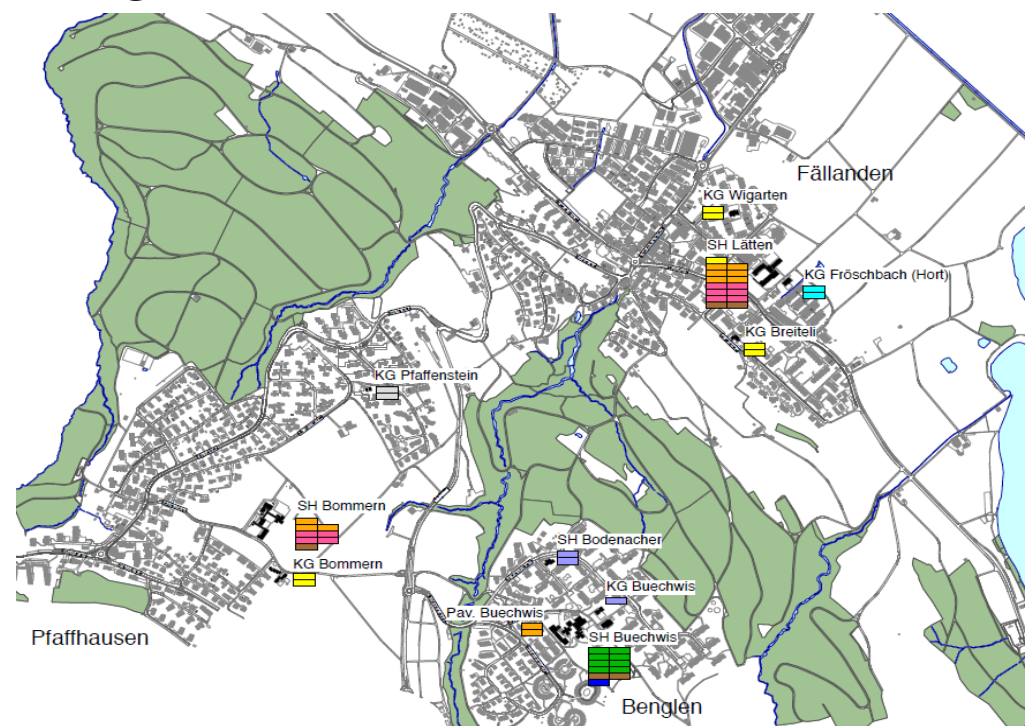 Fällanden
KG Wigarten
SH Lätten
KG Fröschbach (Hort)
KG Breiteli
KG Pfaffenstein
SH Bommern
KG Bommern
SH Bodenacher
KG Buechwis
Pav. Buechwis
SH Buechwis
Pfaffhausen
Benglen